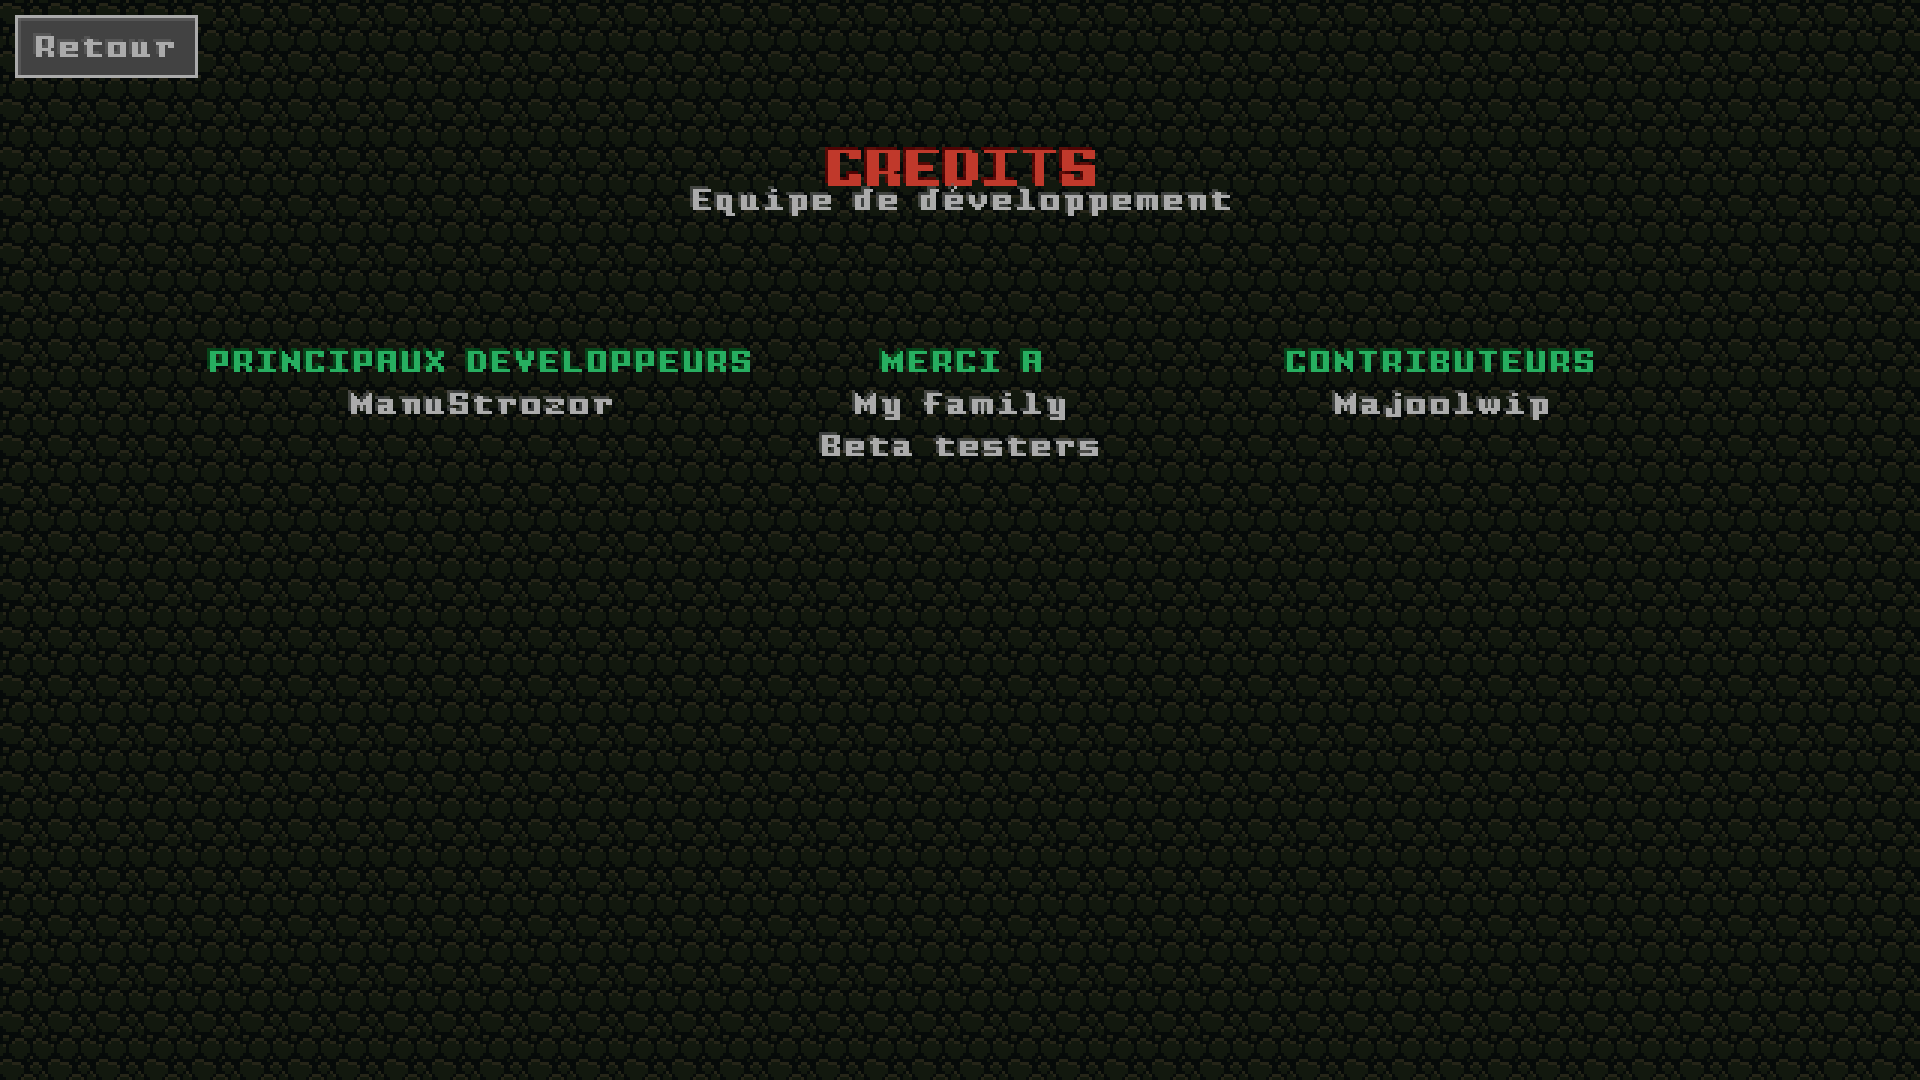 Retour
CREDITS
Equipe de développement
PRINCIPAUX DEVELOPPEURS
ManuStrozor
MERCI A
My family
Beta testers
CONTRIBUTEURS
Majoolwip